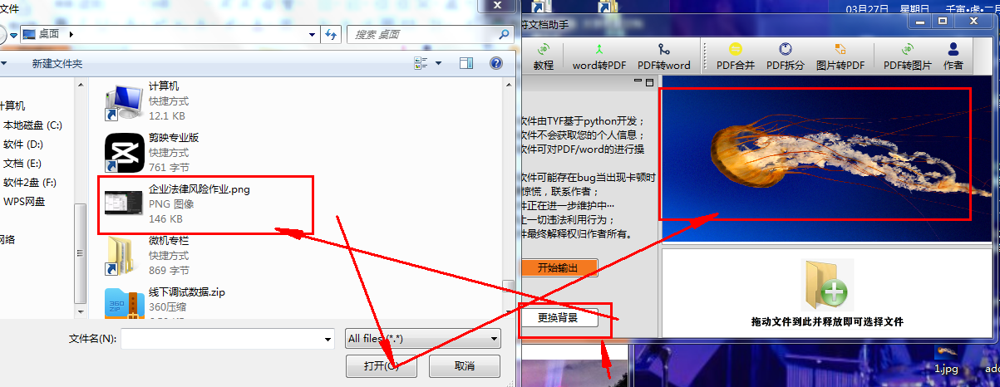 文件
桌面
搜索 桌面
新建文件夹
计算机
本地磁盘 (C:)
软件 (D:)
文档 (E:)
软件2盘 (F:)
WPS网盘
网络
计算机
快捷方式
12.1 KB
剪映专业版
快捷方式
761 字节
企业法律风险作业.png
PNG 图像
146 KB
微机专栏
快捷方式
869 字节
线下调试数据.zip
360压缩
文件名(N):
All files (*.*)
打开(O)
取消
03月27日 星期日 壬寅•虎•二月
符文档助手
教程
word转PDF
PDF转word
PDF合并
PDF拆分
图片转PDF
PDF转图片
作者
软件由TYF基于python开发；
软件不会获取您的个人信息；
软件可对PDF/word的进行操
软件可能存在bug当出现卡顿时
惊慌，联系作者；
件正在进一步维护中…
止一切违法利用行为；
件最终解释权归作者所有。
开始输出
更换背景
拖动文件到此并释放即可选择文件
1.jpg